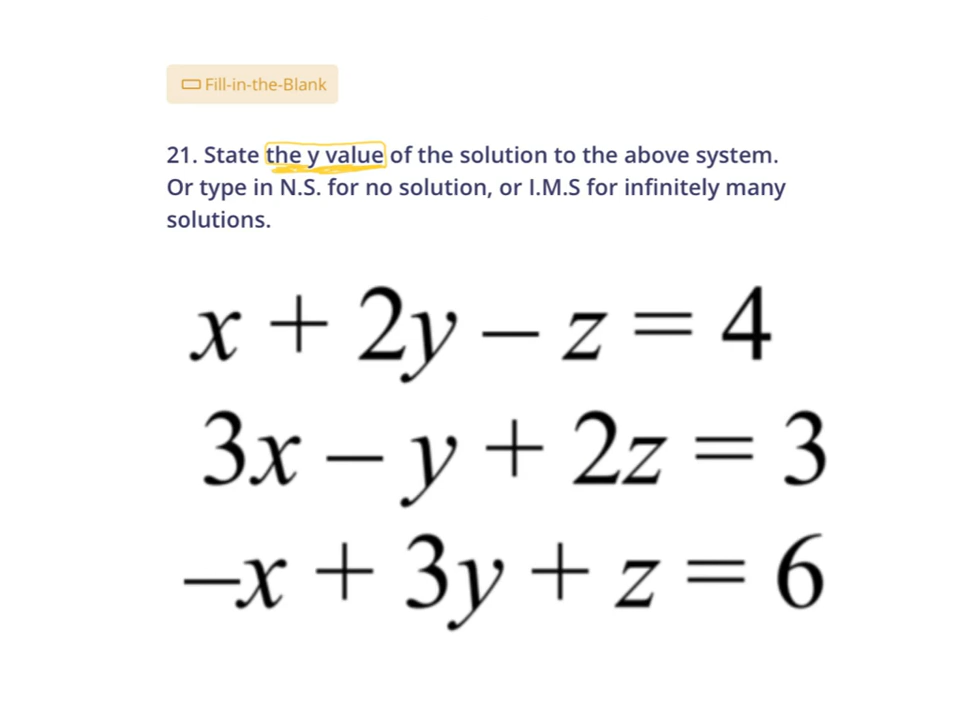 Fill-in-the-Blank
21. State the y value of the solution to the above system.
Or type in N.S. for no solution, or I.M.S for infinitely many
solutions.
x + 2y – z = 4
3x – y + 2z = 3
–x + 3y + z = 6